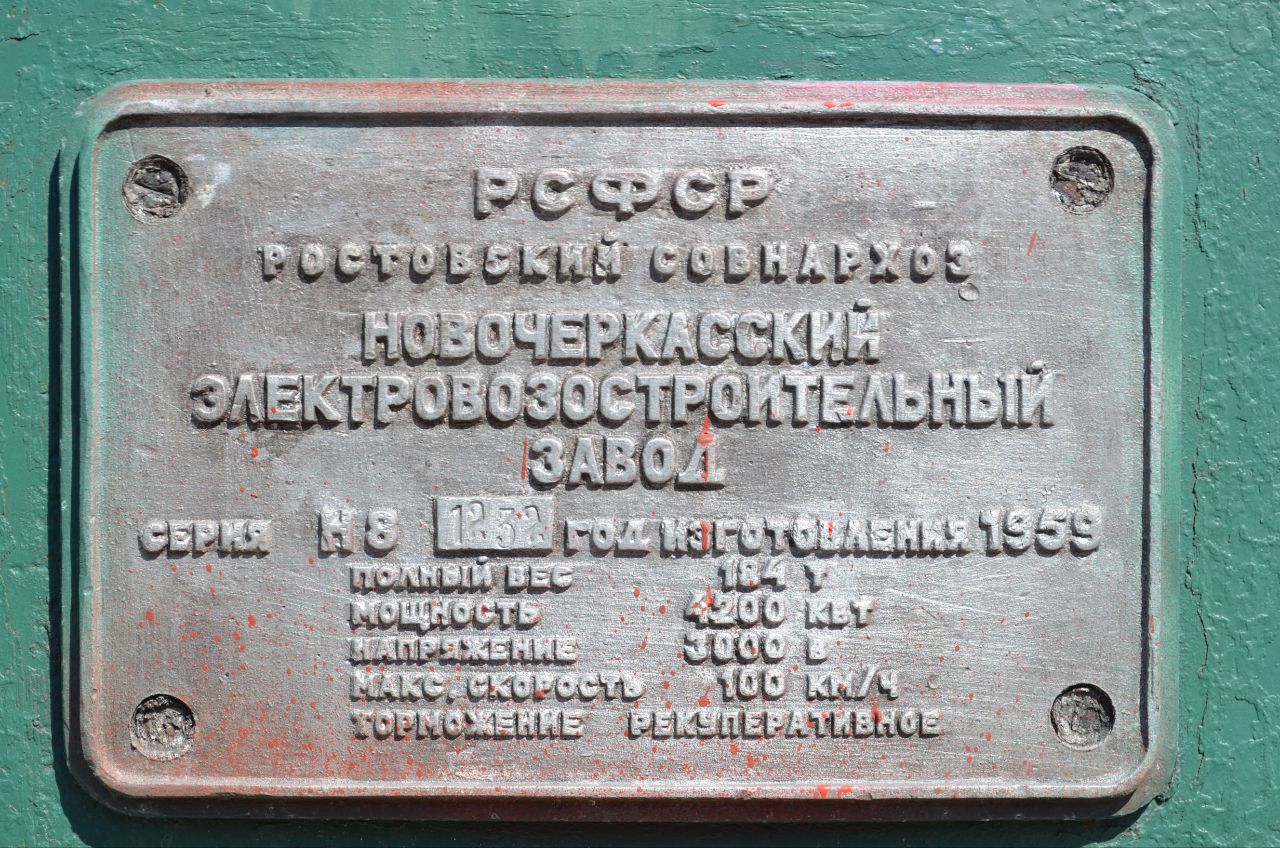 РСФСР
РОСТОВСКИЙ СОВНАРХОЗ
НОВОЧЕРКАССКИЙ
ЭЛЕКТРОВОЗОСТРОИТЕЛЬНЫЙ
ЗАВОД
СЕРИЯ Н8 1232 ГОД ИЗГОТОВЛЕНИЯ 1959
ПОЛНЫЙ ВЕС 184 Т
МОЩНОСТЬ 4200 КВТ
НАПРЯЖЕНИЕ 3000 В
МАКС. СКОРОСТЬ 100 КМ/Ч
ТОРМОЖЕНИЕ РЕКУПЕРАТИВНОЕ